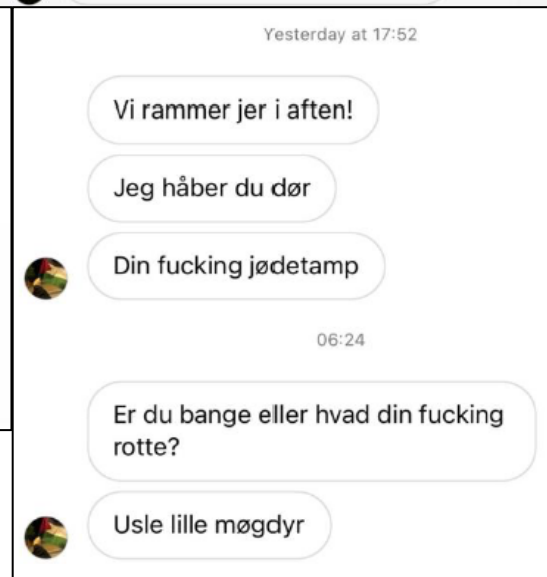 Yesterday at 17:52
Vi rammer jer i aften!
Jeg håber du dør
Din fucking jødetamp
06:24
Er du bange eller hvad din fucking
rotte?
Usle lille møgdyr